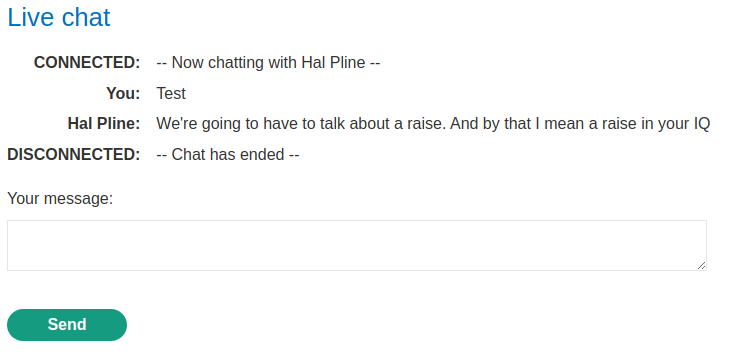 Live chat
CONNECTED: -- Now chatting with Hal Pline --
You: Test
Hal Pline: We're going to have to talk about a raise. And by that I mean a raise in your IQ
DISCONNECTED: -- Chat has ended --
Your message:
Send